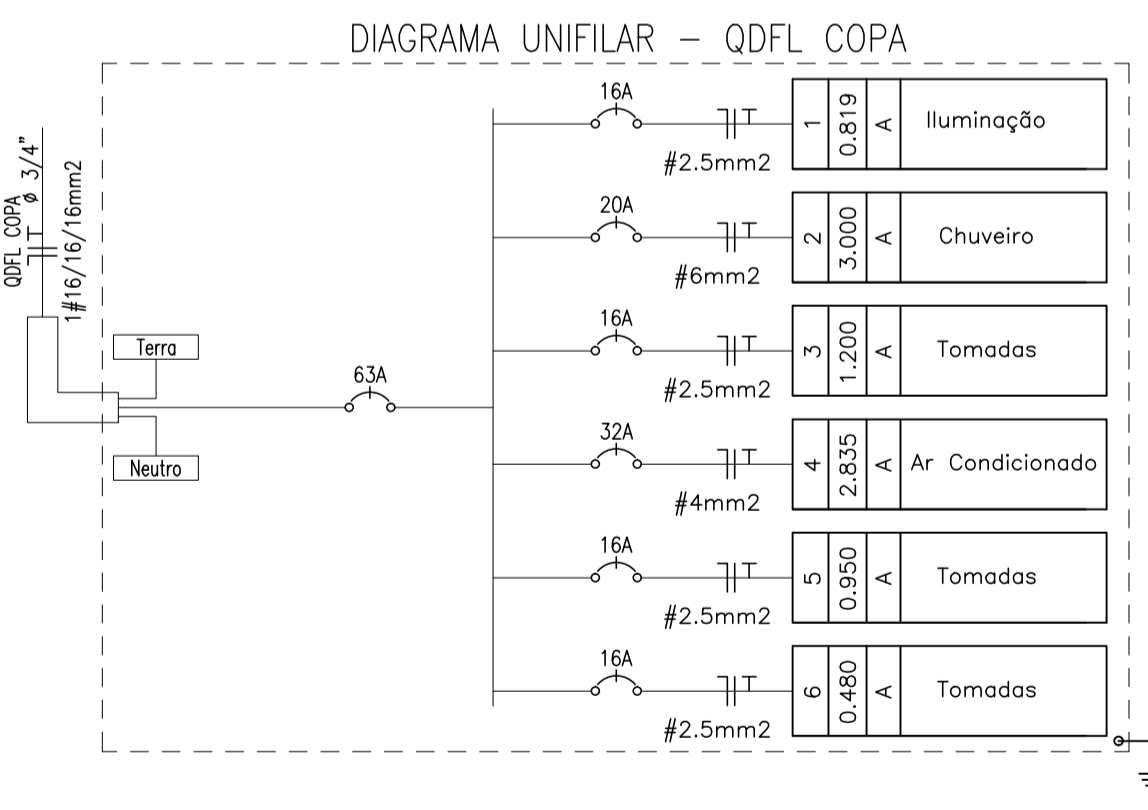 DIAGRAMA UNIFILAR – QDFL COPA
QDFL COPA
ø 3/4"
1#16/16/16mm2
Terra
Neutro
63A
16A
#2.5mm2
1
0.819
A
Iluminação
20A
#6mm2
2
3.000
A
Chuveiro
16A
#2.5mm2
3
1.200
A
Tomadas
32A
#4mm2
4
2.835
A
Ar Condicionado
16A
#2.5mm2
5
0.950
A
Tomadas
16A
#2.5mm2
6
0.480
A
Tomadas